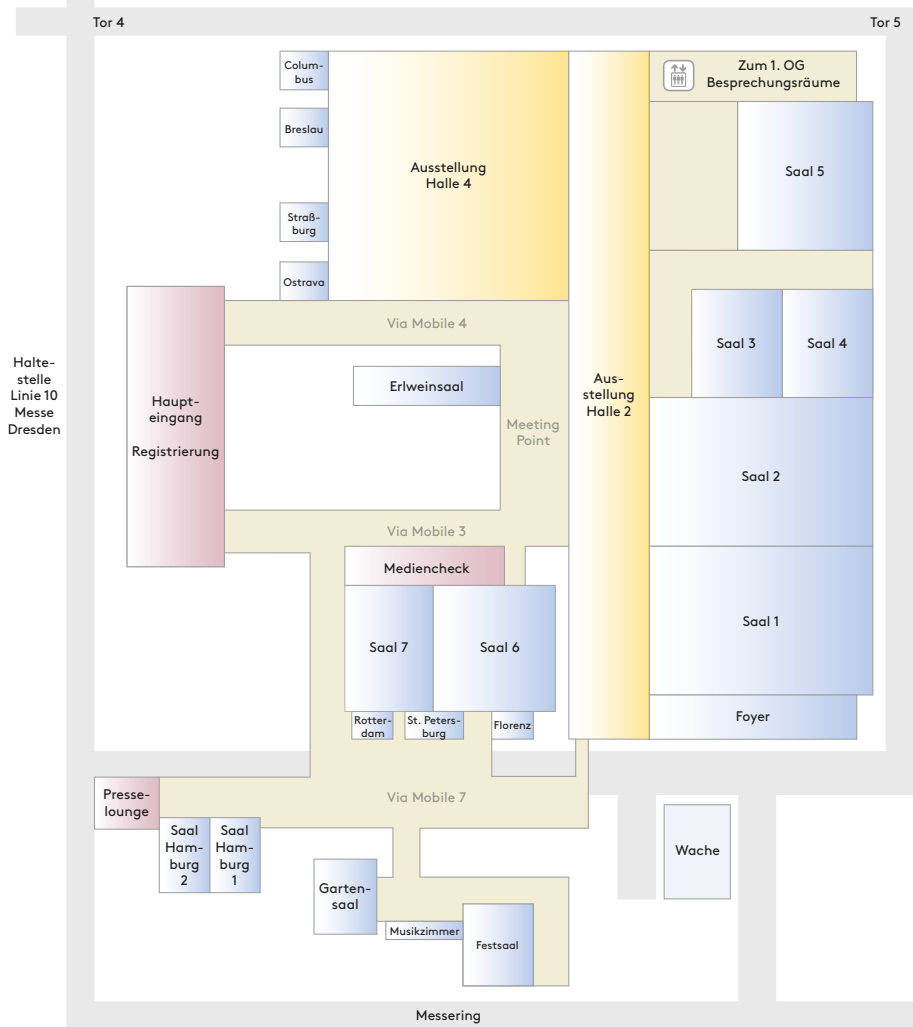 Tor 4
Tor 5
Colum-
bus
Zum 1. OG
Besprechungsräume
Breslau
Ausstellung
Halle 4
Saal 5
Straß-
burg
Ostrava
Via Mobile 4
Halte-
stelle
Linie 10
Messe
Dresden
Haupt-
eingang
Registrierung
Erlweinsaal
Meeting
Point
Aus-
stellung
Halle 2
Saal 3
Saal 4
Saal 2
Via Mobile 3
Mediencheck
Saal 7
Saal 6
Saal 1
Rotter-
dam
St. Peters-
burg
Florenz
Foyer
Presse-
lounge
Via Mobile 7
Saal
Ham-
burg
2
Saal
Ham-
burg
1
Wache
Garten-
saal
Musikzimmer
Festsaal
Messering